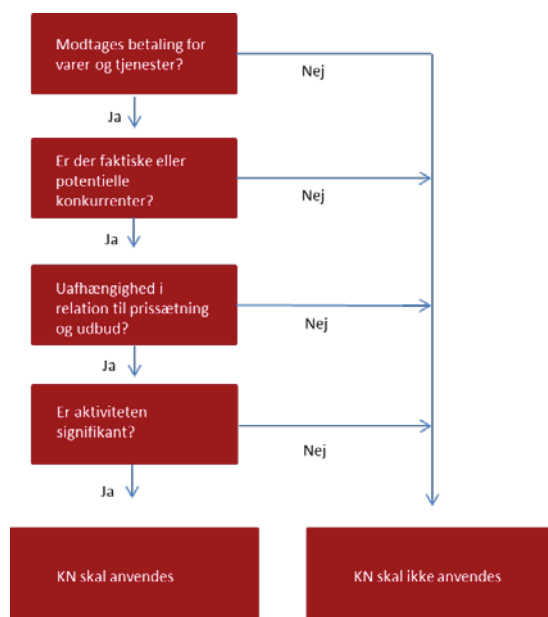 Modtages betaling for
varer og tjenester?
Nej
Ja
Er der faktiske eller
potentielle
konkurrenter?
Nej
Ja
Uafhængighed i
relation til prissætning
og udbud?
Nej
Ja
Er aktiviteten
signifikant?
Nej
Ja
KN skal anvendes
KN skal ikke anvendes